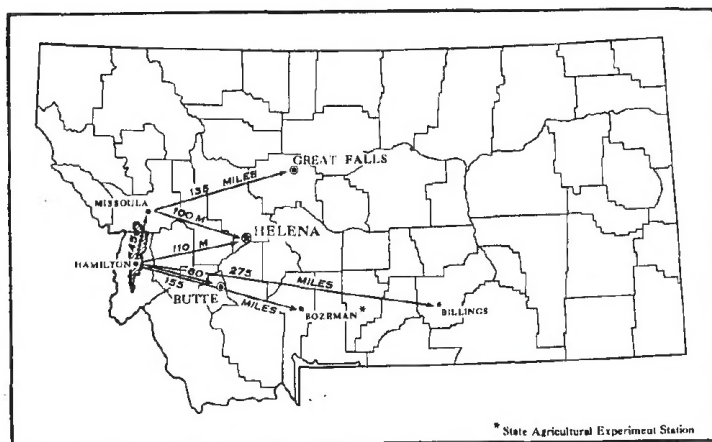 GREAT FALLS
135 MILES
MISSOULA
100 M
HELENA
110 M
HAMILTON
275 MILES
BUTTE
155 MILES
BOZEMAN*
BILLINGS
* State Agricultural Experiment Station